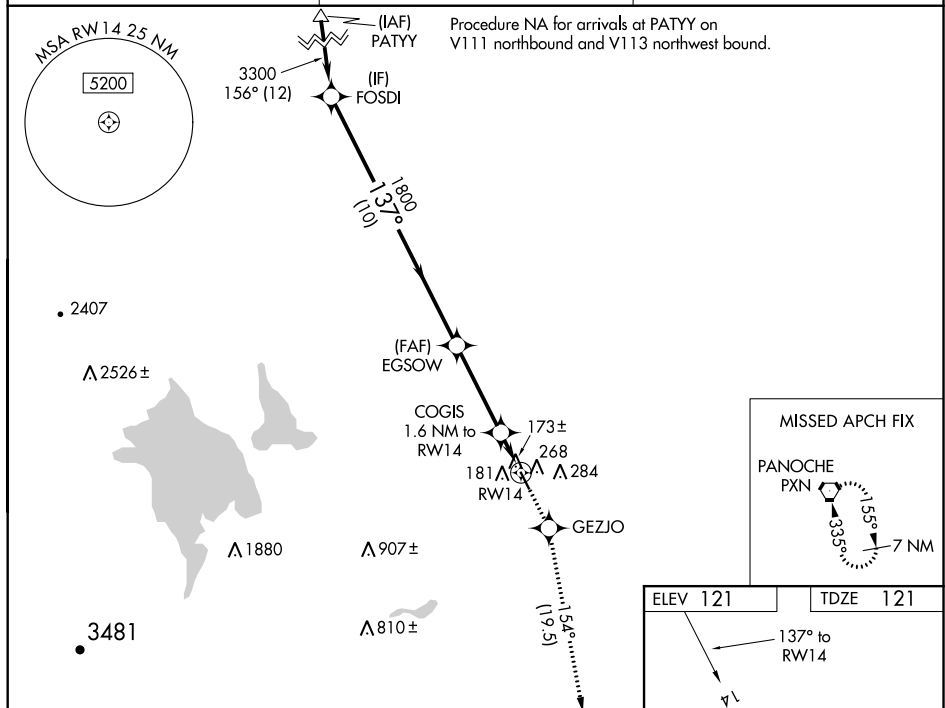 MSA RW14 25 NM
5200
(IAF)
PATYY
Procedure NA for arrivals at PATYY on
V111 northbound and V113 northwest bound.
3300
156° (12)
(IF)
FOSDI
1800
137°
(10)
2407
2526±
(FAF)
EGSOW
COGIS
1.6 NM to
RW14
173±
268
181
284
RW14
GEZJO
1880
907±
810±
3481
154°
(19.5)
MISSED APCH FIX
PANOCHE
PXN
155°
335°
7 NM
ELEV 121
TDZE 121
137° to
RW14
14